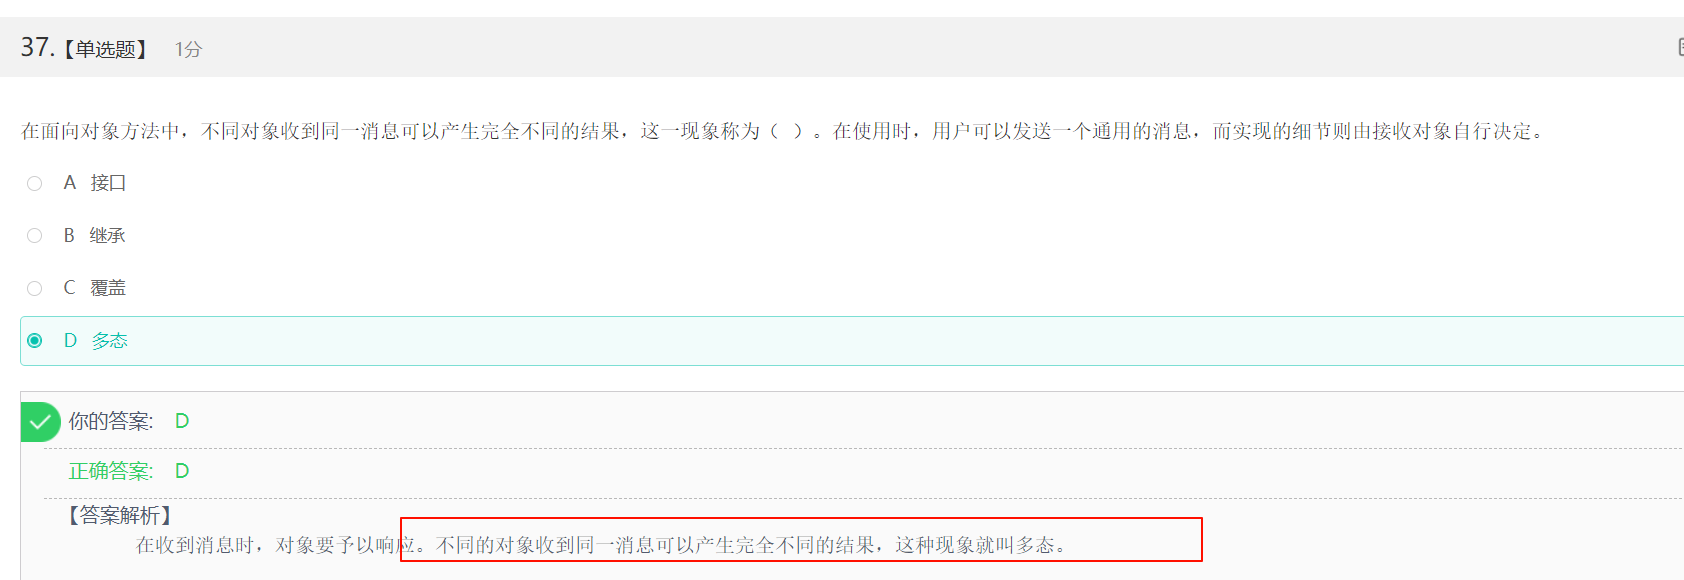 37.【单选题】 1分
在面向对象方法中，不同对象收到同一消息可以产生完全不同的结果，这一现象称为（ ）。在使用时，用户可以发送一个通用的消息，而实现的细节则由接收对象自行决定。
A 接口
B 继承
C 覆盖
D 多态
你的答案: D
正确答案: D
【答案解析】
在收到消息时，对象要予以响应。不同的对象收到同一消息可以产生完全不同的结果，这种现象就叫多态。